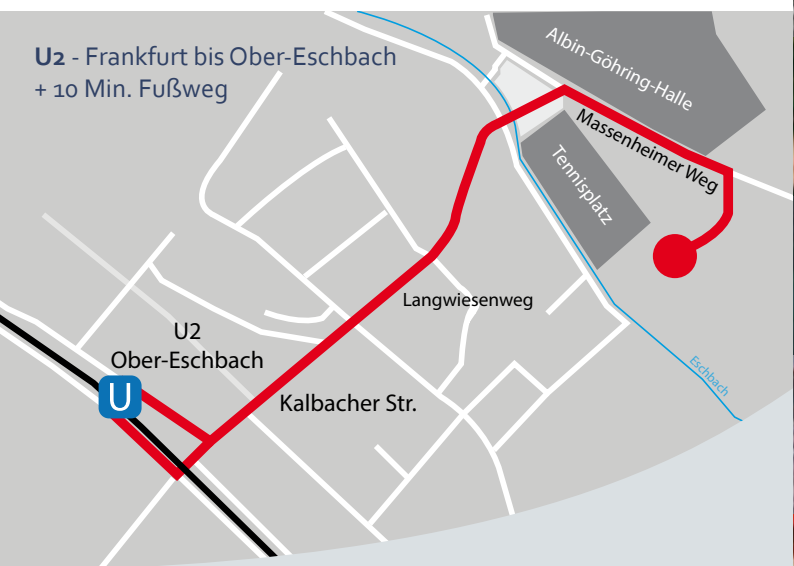 U2 - Frankfurt bis Ober-Eschbach
+ 10 Min. Fußweg
Albin-Göhring-Halle
Massenheimer Weg
Tennisplatz
Langwiesenweg
U2
Ober-Eschbach
Eschbach
U
Kalbacher Str.